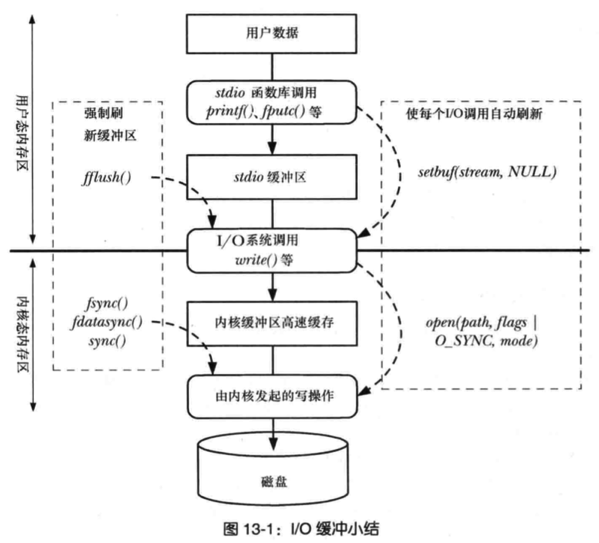 用户数据
stdio 函数库调用
printf()、fputc() 等
强制刷
新缓冲区
使每个I/O调用自动刷新
用户态内存区
fflush()
stdio 缓冲区
setbuf(stream, NULL)
I/O系统调用
write() 等
fsync()
fdatasync()
sync()
内核缓冲区高速缓存
open(path, flags |
O_SYNC, mode)
内核态内存区
由内核发起的写操作
磁盘
图 13-1：I/O 缓冲小结